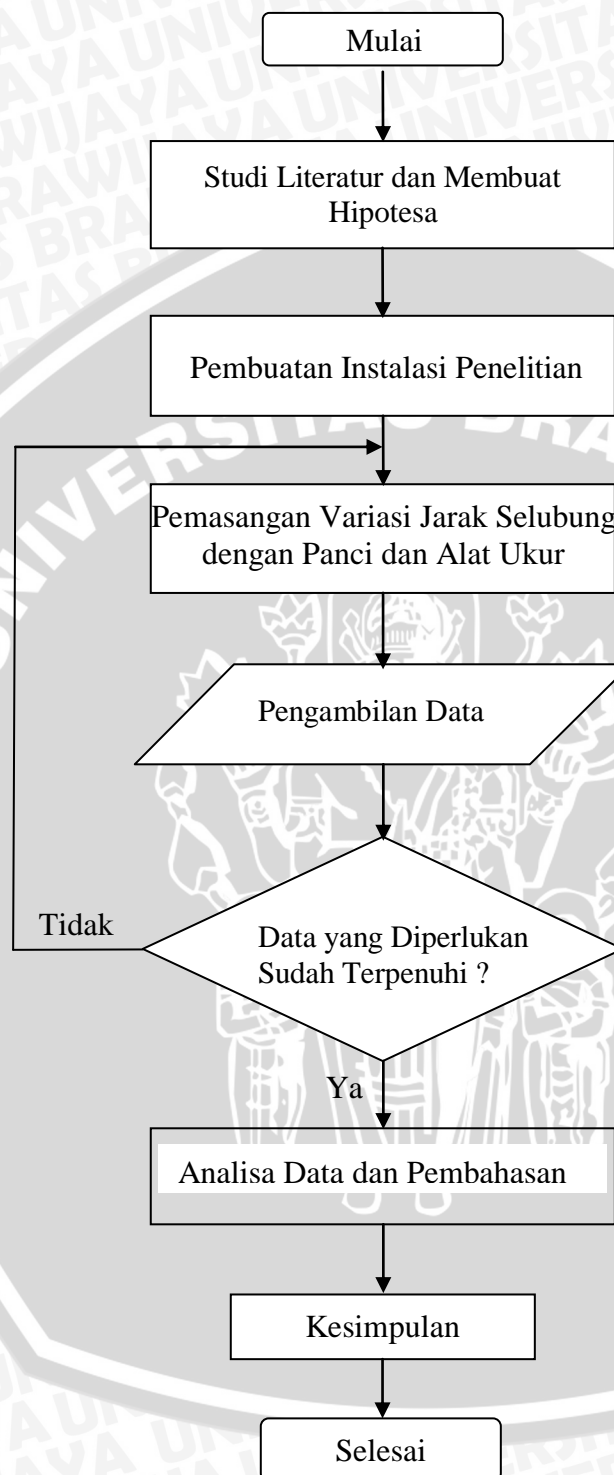 Mulai
Studi Literatur dan Membuat
Hipotesa
Pembuatan Instalasi Penelitian
Pemasangan Variasi Jarak Selubung
dengan Panci dan Alat Ukur
Pengambilan Data
Tidak
Data yang Diperlukan
Sudah Terpenuhi ?
Ya
Analisa Data dan Pembahasan
Kesimpulan
Selesai